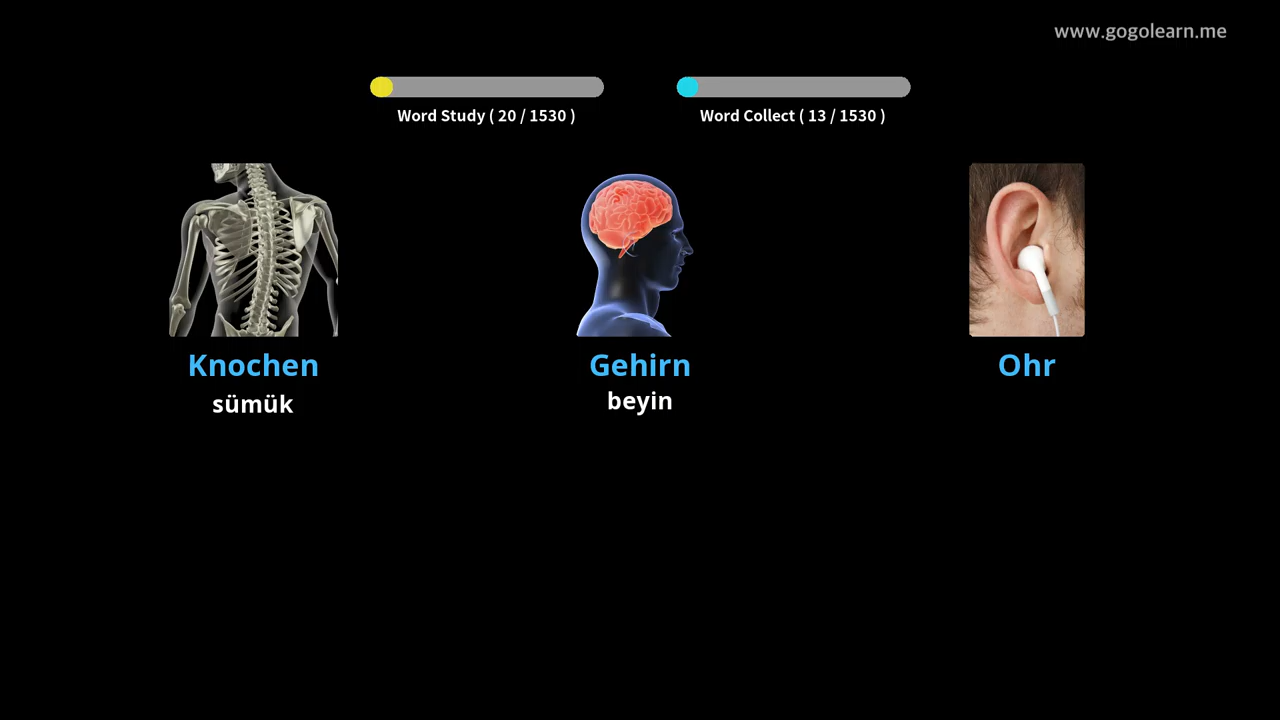 www.gogolearn.me
Word Study ( 20 / 1530 )
Word Collect ( 13 / 1530 )
Knochen
sümük
Gehirn
beyin
Ohr